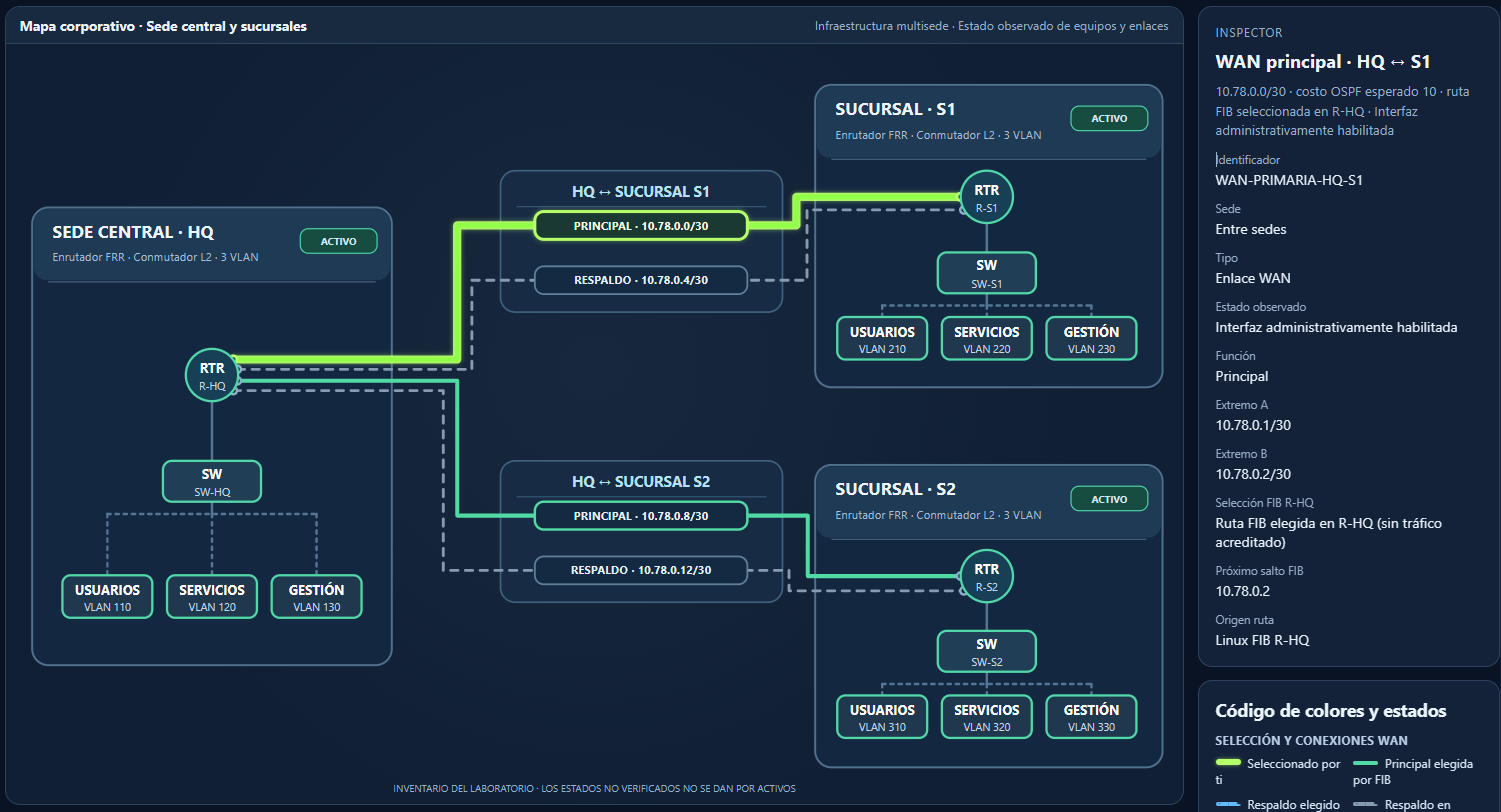 Mapa corporativo · Sede central y sucursales
Infraestructura multisede · Estado observado de equipos y enlaces
SEDE CENTRAL · HQ
ACTIVO
Enrutador FRR · Conmutador L2 · 3 VLAN
RTR
R-HQ
SW
SW-HQ
USUARIOS
VLAN 110
SERVICIOS
VLAN 120
GESTIÓN
VLAN 130
HQ ↔ SUCURSAL S1
PRINCIPAL · 10.78.0.0/30
RESPALDO · 10.78.0.4/30
HQ ↔ SUCURSAL S2
PRINCIPAL · 10.78.0.8/30
RESPALDO · 10.78.0.12/30
SUCURSAL · S1
ACTIVO
Enrutador FRR · Conmutador L2 · 3 VLAN
RTR
R-S1
SW
SW-S1
USUARIOS
VLAN 210
SERVICIOS
VLAN 220
GESTIÓN
VLAN 230
SUCURSAL · S2
ACTIVO
Enrutador FRR · Conmutador L2 · 3 VLAN
RTR
R-S2
SW
SW-S2
USUARIOS
VLAN 310
SERVICIOS
VLAN 320
GESTIÓN
VLAN 330
INVENTARIO DEL LABORATORIO · LOS ESTADOS NO VERIFICADOS NO SE DAN POR ACTIVOS
INSPECTOR
WAN principal · HQ ↔ S1
10.78.0.0/30 · costo OSPF esperado 10 · ruta
FIB seleccionada en R-HQ · Interfaz
administrativamente habilitada
Identificador
WAN-PRIMARIA-HQ-S1
Sede
Entre sedes
Tipo
Enlace WAN
Estado observado
Interfaz administrativamente habilitada
Función
Principal
Extremo A
10.78.0.1/30
Extremo B
10.78.0.2/30
Selección FIB R-HQ
Ruta FIB elegida en R-HQ (sin tráfico
acreditado)
Próximo salto FIB
10.78.0.2
Origen ruta
Linux FIB R-HQ
Código de colores y estados
SELECCIÓN Y CONEXIONES WAN
Seleccionado por
ti
Principal elegida
por FIB
Respaldo elegido
Respaldo en